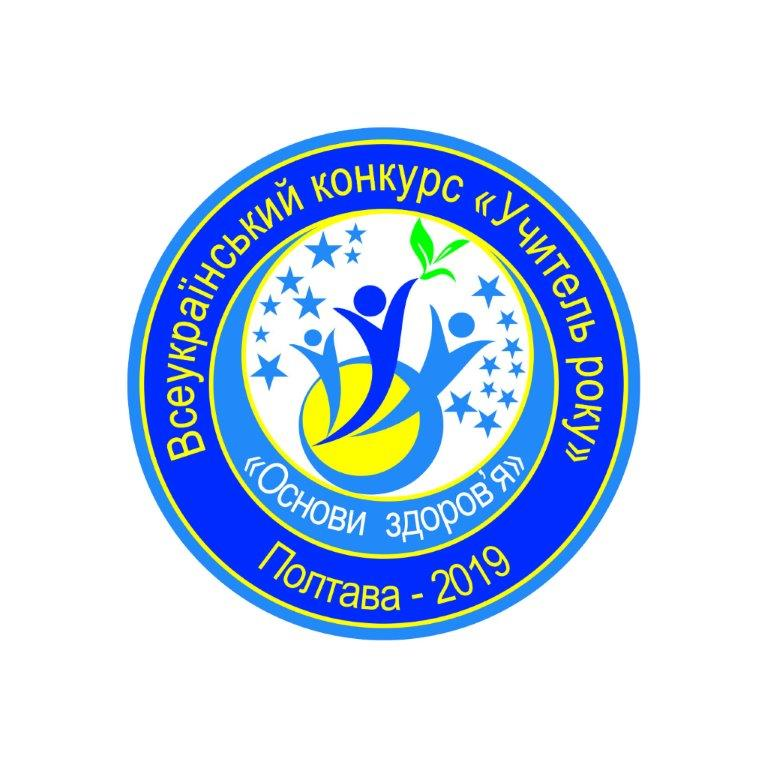 Всеукраїнський конкурс «Учитель року»
«Основи здоров'я»
Полтава - 2019